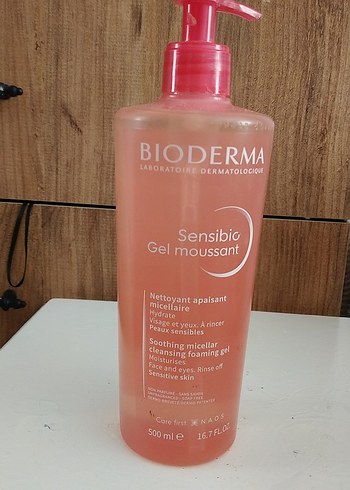 BIODERMA
LABORATOIRE DERMATOLOGIQUE
Sensibio
Gel moussant
Nettoyant apaisant
micellaire
Hydrate
Visage et yeux. À rincer
Peaux sensibles
Soothing micellar
cleansing foaming gel
Moisturises
Face and eyes. Rinse off
Sensitive skin
Care first. NAOS
500 ml e 16.7 FL.OZ